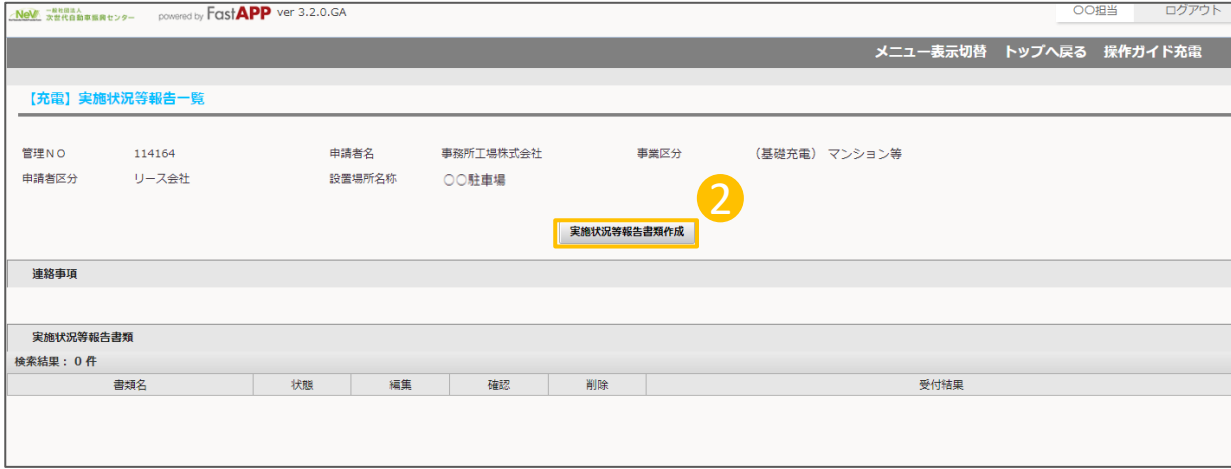 NeV 一般社団法人 次世代自動車振興センター powered by FastAPP ver 3.2.0.GA 〇〇担当 ログアウト
メニュー表示切替 トップへ戻る 操作ガイド充電
【充電】実施状況等報告一覧
管理NO 114164 申請者名 事務所工場株式会社 事業区分 (基礎充電) マンション等
申請者区分 リース会社 設置場所名称 〇〇駐車場
2
実施状況等報告書類作成
連絡事項
実施状況等報告書類
検索結果: 0 件
書類名 状態 編集 確認 削除 受付結果